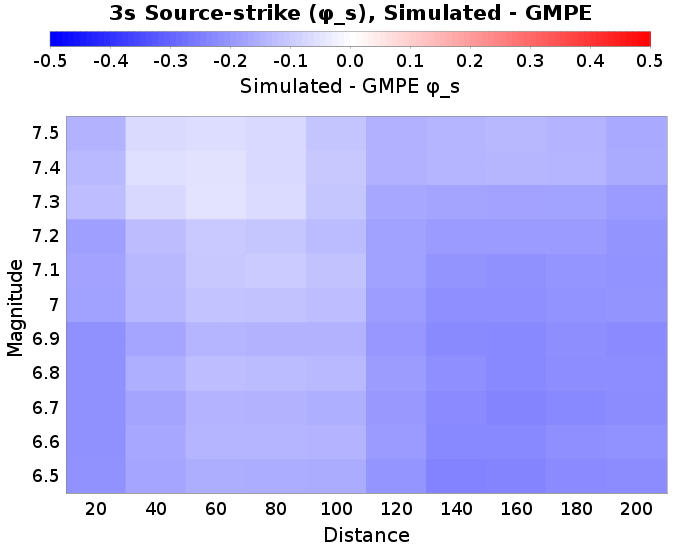 3s Source-strike (φ_s), Simulated - GMPE
-0.5 -0.4 -0.3 -0.2 -0.1 0.0 0.1 0.2 0.3 0.4 0.5
Simulated - GMPE φ_s
Magnitude
7.5
7.4
7.3
7.2
7.1
7
6.9
6.8
6.7
6.6
6.5
20 40 60 80 100 120 140 160 180 200
Distance